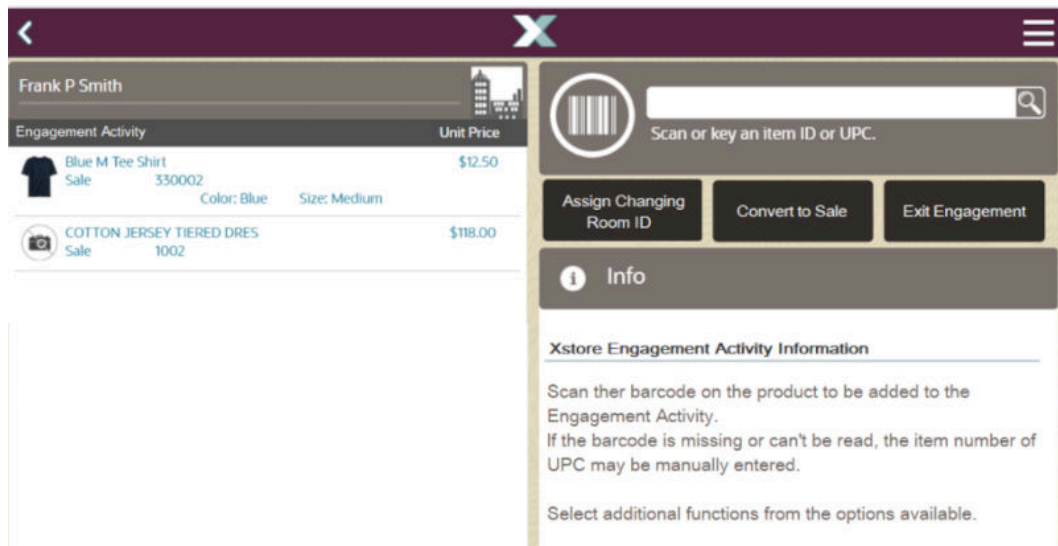 Frank P Smith
Engagement Activity Unit Price
Blue M Tee Shirt $12.50
Sale 330002
Color: Blue Size: Medium
COTTON JERSEY TIERED DRES $118.00
Sale 1002
Scan or key an item ID or UPC.
Assign Changing
Room ID
Convert to Sale
Exit Engagement
Info
Xstore Engagement Activity Information
Scan ther barcode on the product to be added to the
Engagement Activity.
If the barcode is missing or can't be read, the item number of
UPC may be manually entered.
Select additional functions from the options available.